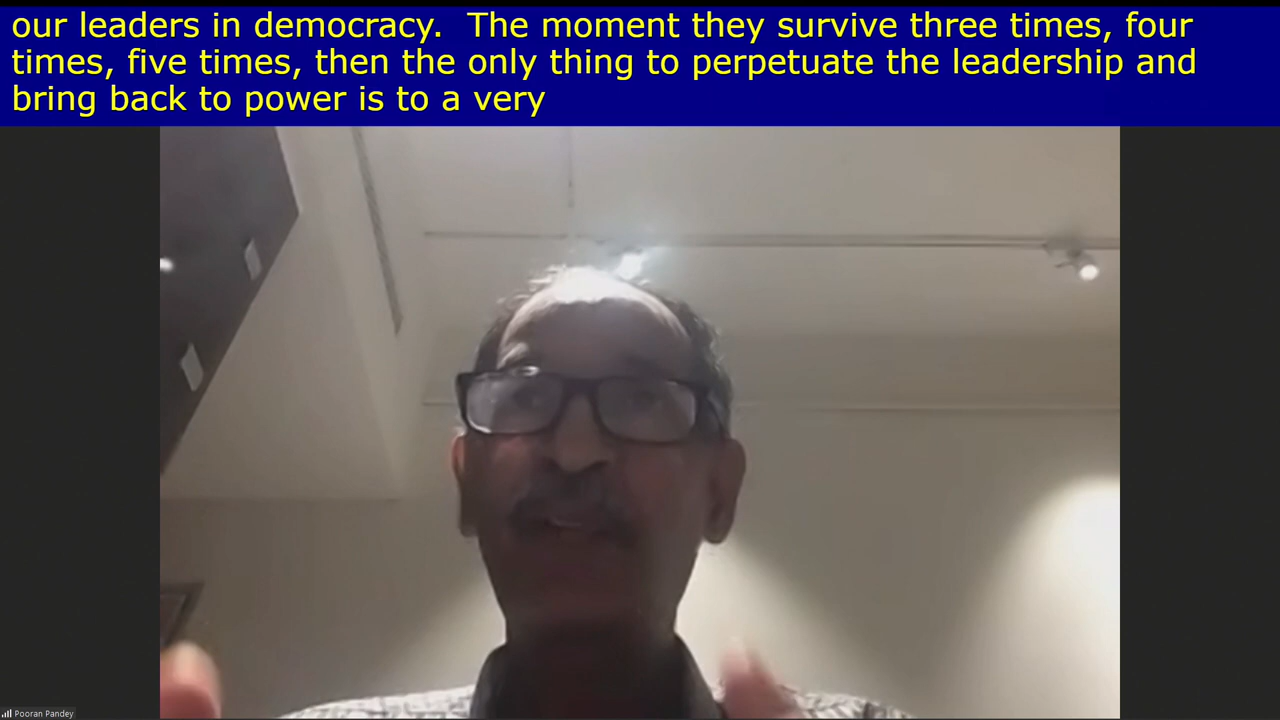 our leaders in democracy.  The moment they survive three times, four
times, five times, then the only thing to perpetuate the leadership and
bring back to power is to a very
Pooran Pandey